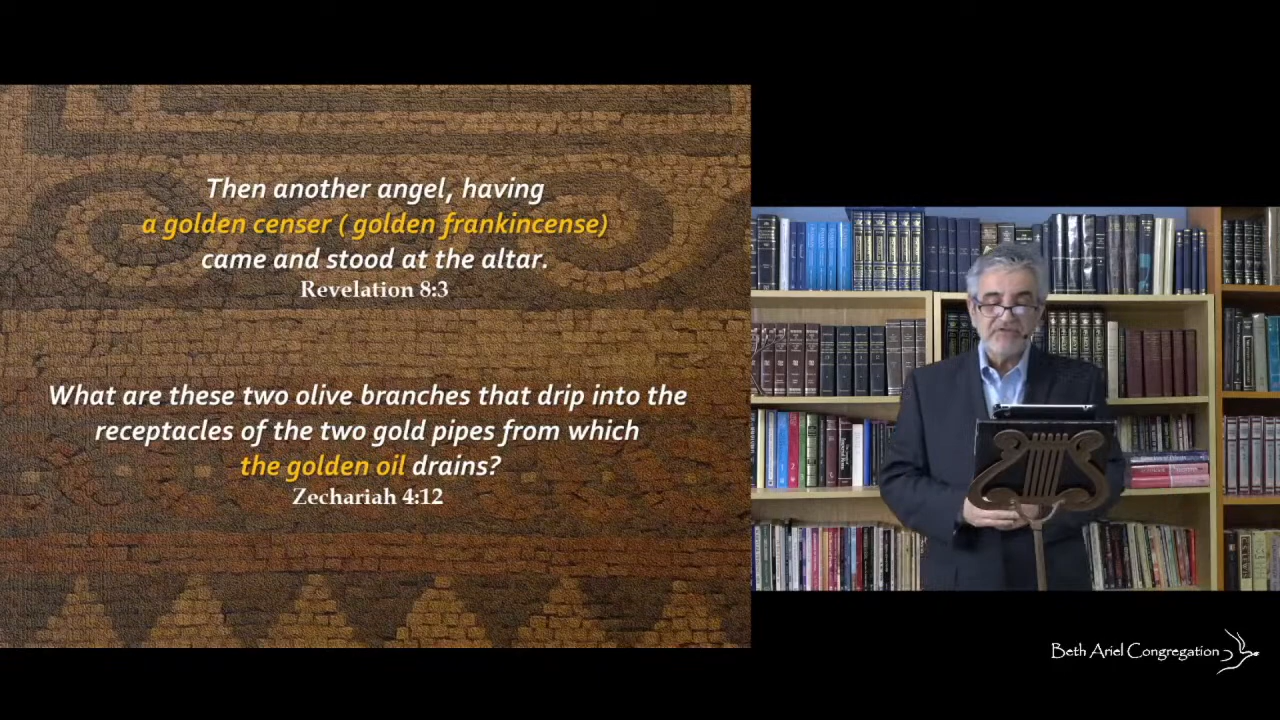 Then another angel, having
a golden censer ( golden frankincense)
came and stood at the altar.
Revelation 8:3
What are these two olive branches that drip into the
receptacles of the two gold pipes from which
the golden oil drains?
Zechariah 4:12
Beth Ariel Congregation